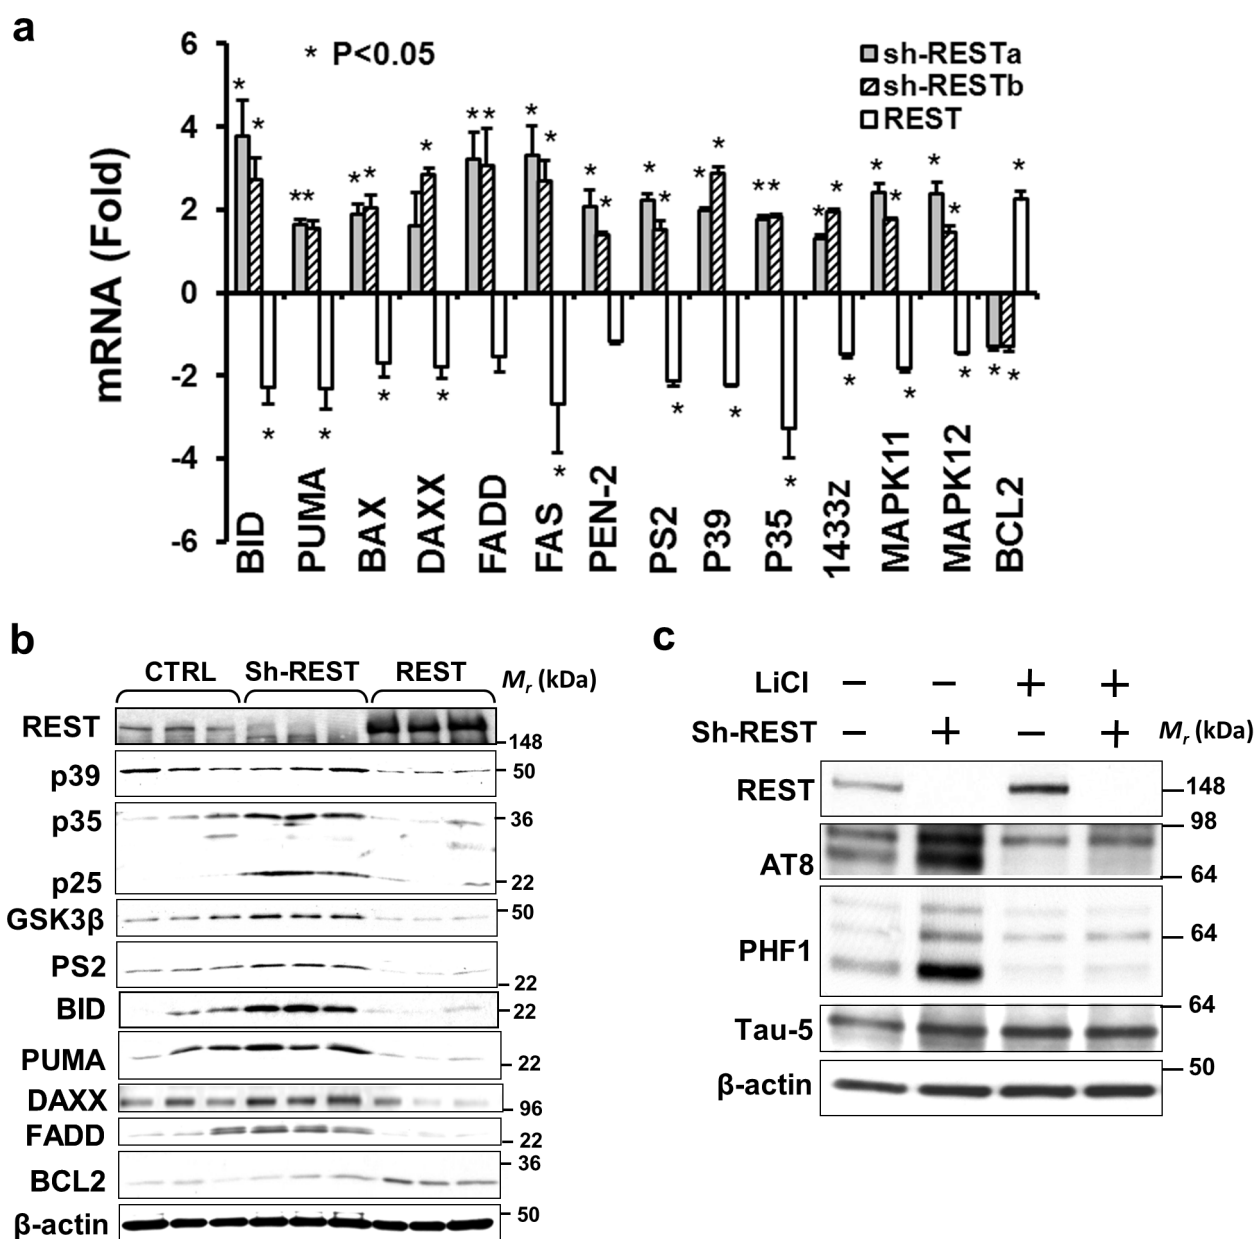 a
6
4
2
0
-2
-4
-6
mRNA (Fold)
* P<0.05
sh-RESTa
sh-RESTb
REST
* * * * * * * * * * * * * * * * * * * * * * * * * *
* * * * * * * * * * * * *
BID PUMA BAX DAXX FADD FAS PEN-2 PS2 P39 P35 1433z MAPK11 MAPK12 BCL2
b
CTRL Sh-REST REST Mr (kDa)
REST 148
p39 50
p35 36
p25 22
GSK3β 50
PS2 22
BID 22
PUMA 22
DAXX 96
FADD 22
BCL2 36
β-actin 50
c
LiCl − − + +
Sh-REST − + − + Mr (kDa)
REST 148
98
AT8
64
PHF1 64
64
Tau-5
β-actin 50